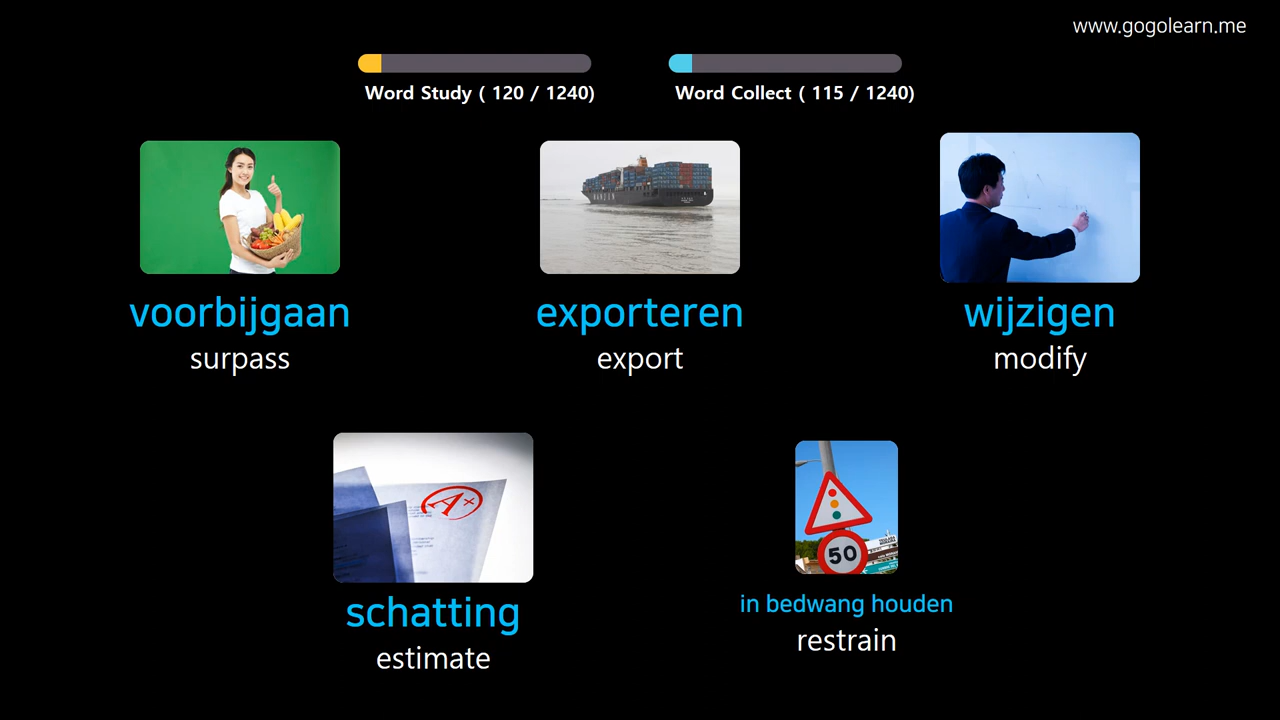 www.gogolearn.me
Word Study ( 120 / 1240)
Word Collect ( 115 / 1240)
voorbijgaan
surpass
exporteren
export
wijzigen
modify
A+
schatting
estimate
50
in bedwang houden
restrain